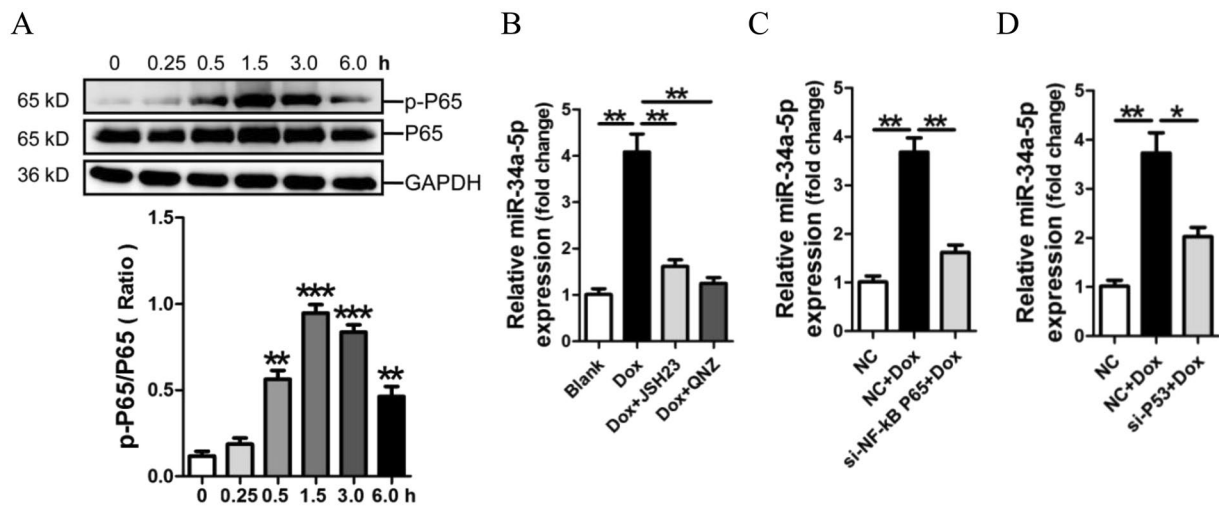 A
0 0.25 0.5 1.5 3.0 6.0 h
65 kD
p-P65
65 kD
P65
36 kD
GAPDH
p-P65/P65 ( Ratio )
1.5
1.0
0.5
0.0
**
***
***
**
0 0.25 0.5 1.5 3.0 6.0 h
B
Relative miR-34a-5p
expression (fold change)
5
4
3
2
1
0
**
** **
Blank
Dox
Dox+JSH23
Dox+QNZ
C
Relative miR-34a-5p
expression (fold change)
5
4
3
2
1
0
** **
NC
NC+Dox
si-NF-kB P65+Dox
D
Relative miR-34a-5p
expression (fold change)
5
4
3
2
1
0
** *
NC
NC+Dox
si-P53+Dox